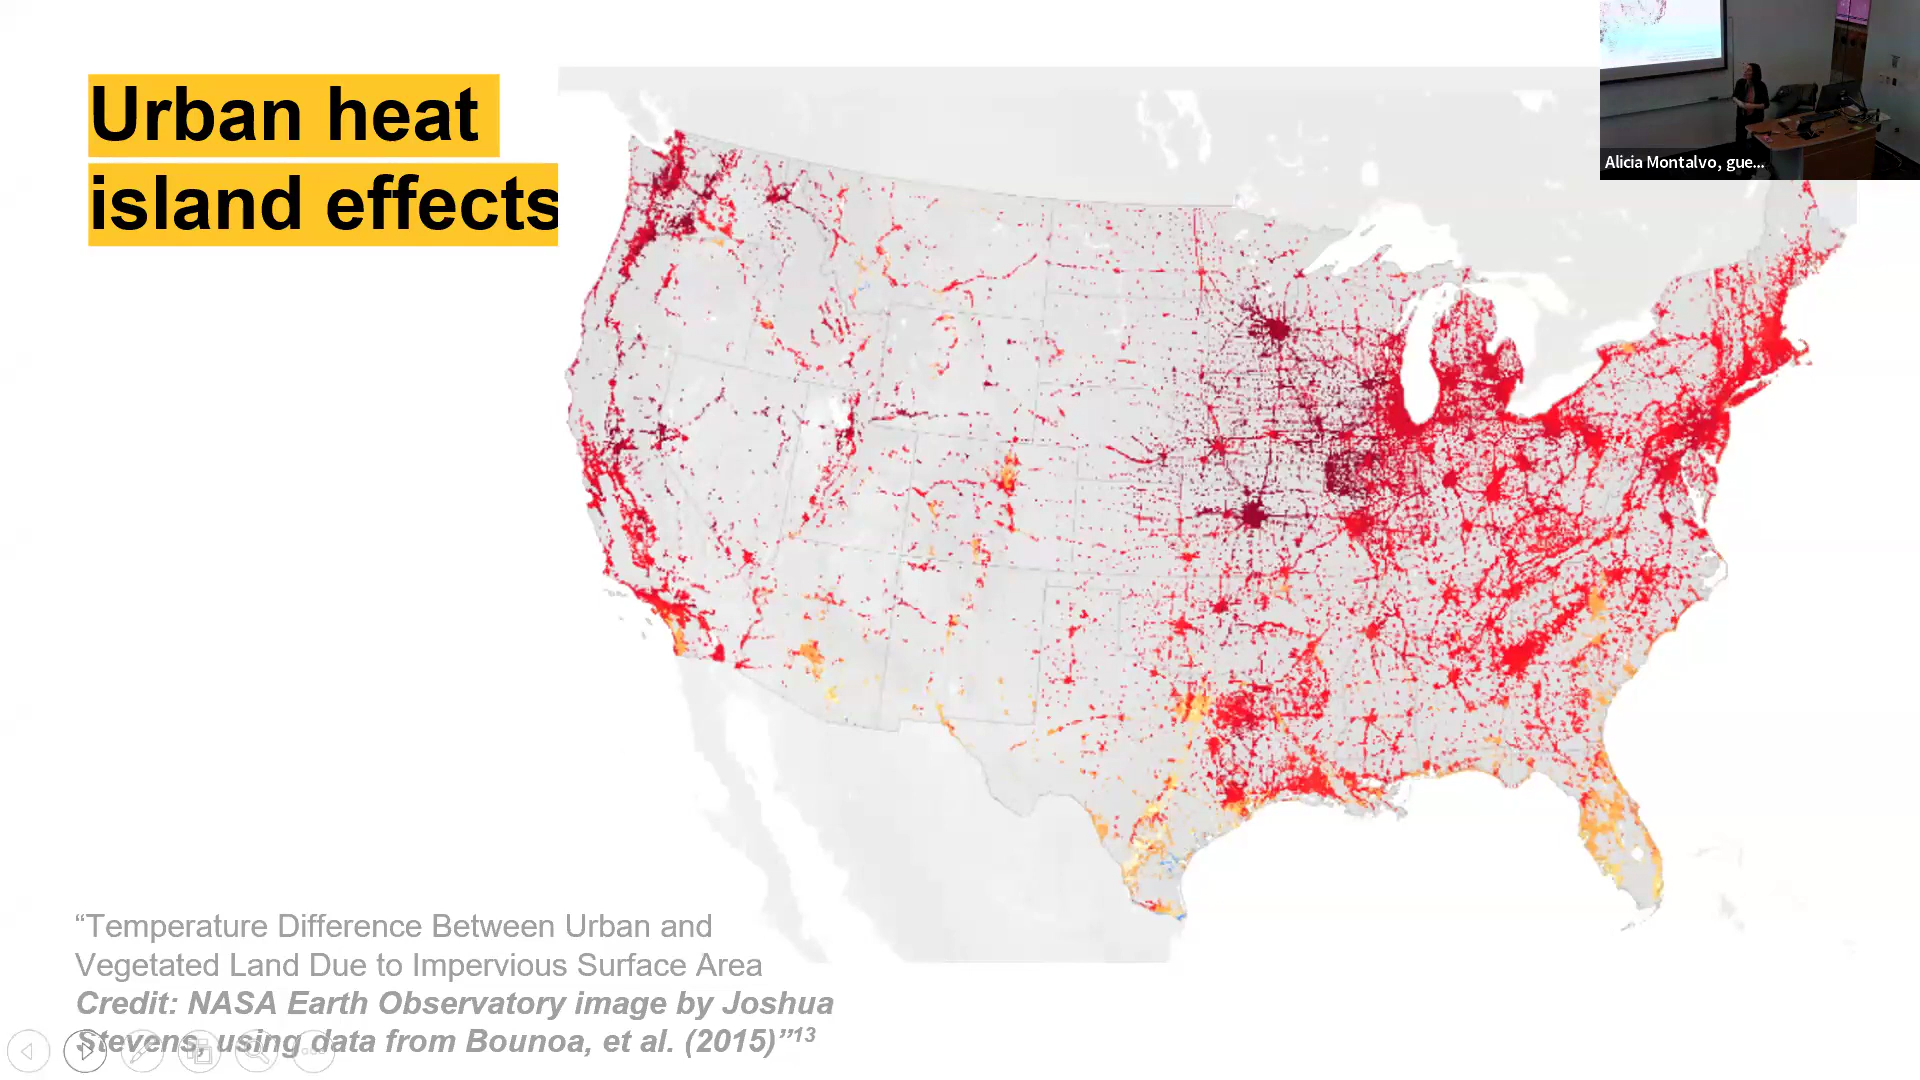 Urban heat
island effects
Alicia Montalvo, gue...
“Temperature Difference Between Urban and
Vegetated Land Due to Impervious Surface Area
Credit: NASA Earth Observatory image by Joshua
Stevens, using data from Bounoa, et al. (2015)”13